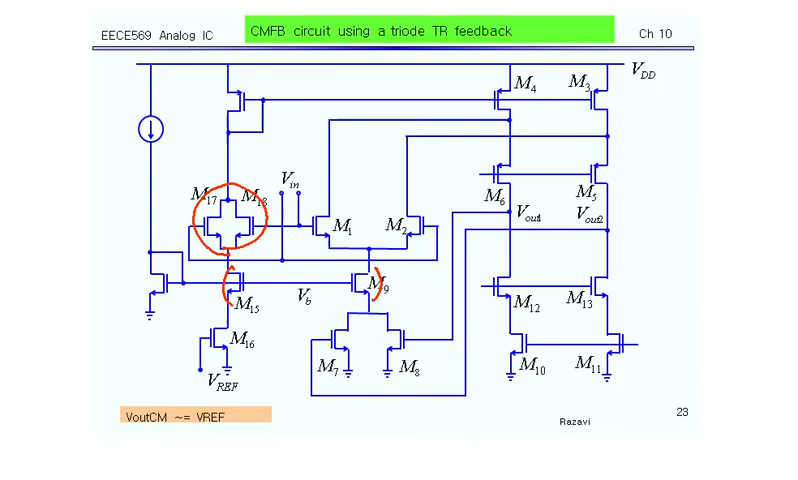 EECE569 Analog IC
CMFB circuit using a triode TR feedback
Ch 10
VDD
M4
M3
M17
M18
Vin
M6
M5
M1
M2
Vout1
Vout2
M9
Vb
M15
M12
M13
M16
M7
M8
M10
M11
VREF
VoutCM ~= VREF
Razavi
23